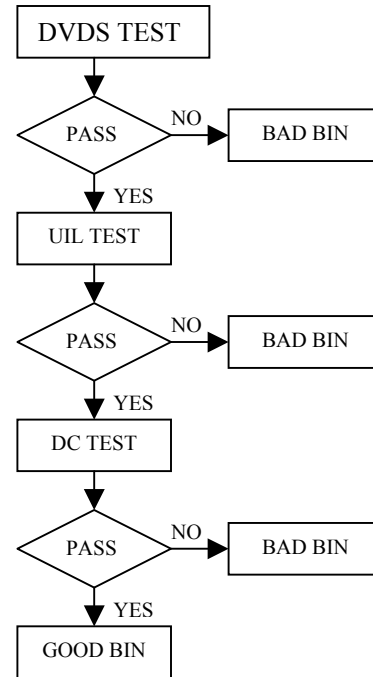 DVDS TEST
PASS
NO
BAD BIN
YES
UIL TEST
PASS
NO
BAD BIN
YES
DC TEST
PASS
NO
BAD BIN
YES
GOOD BIN